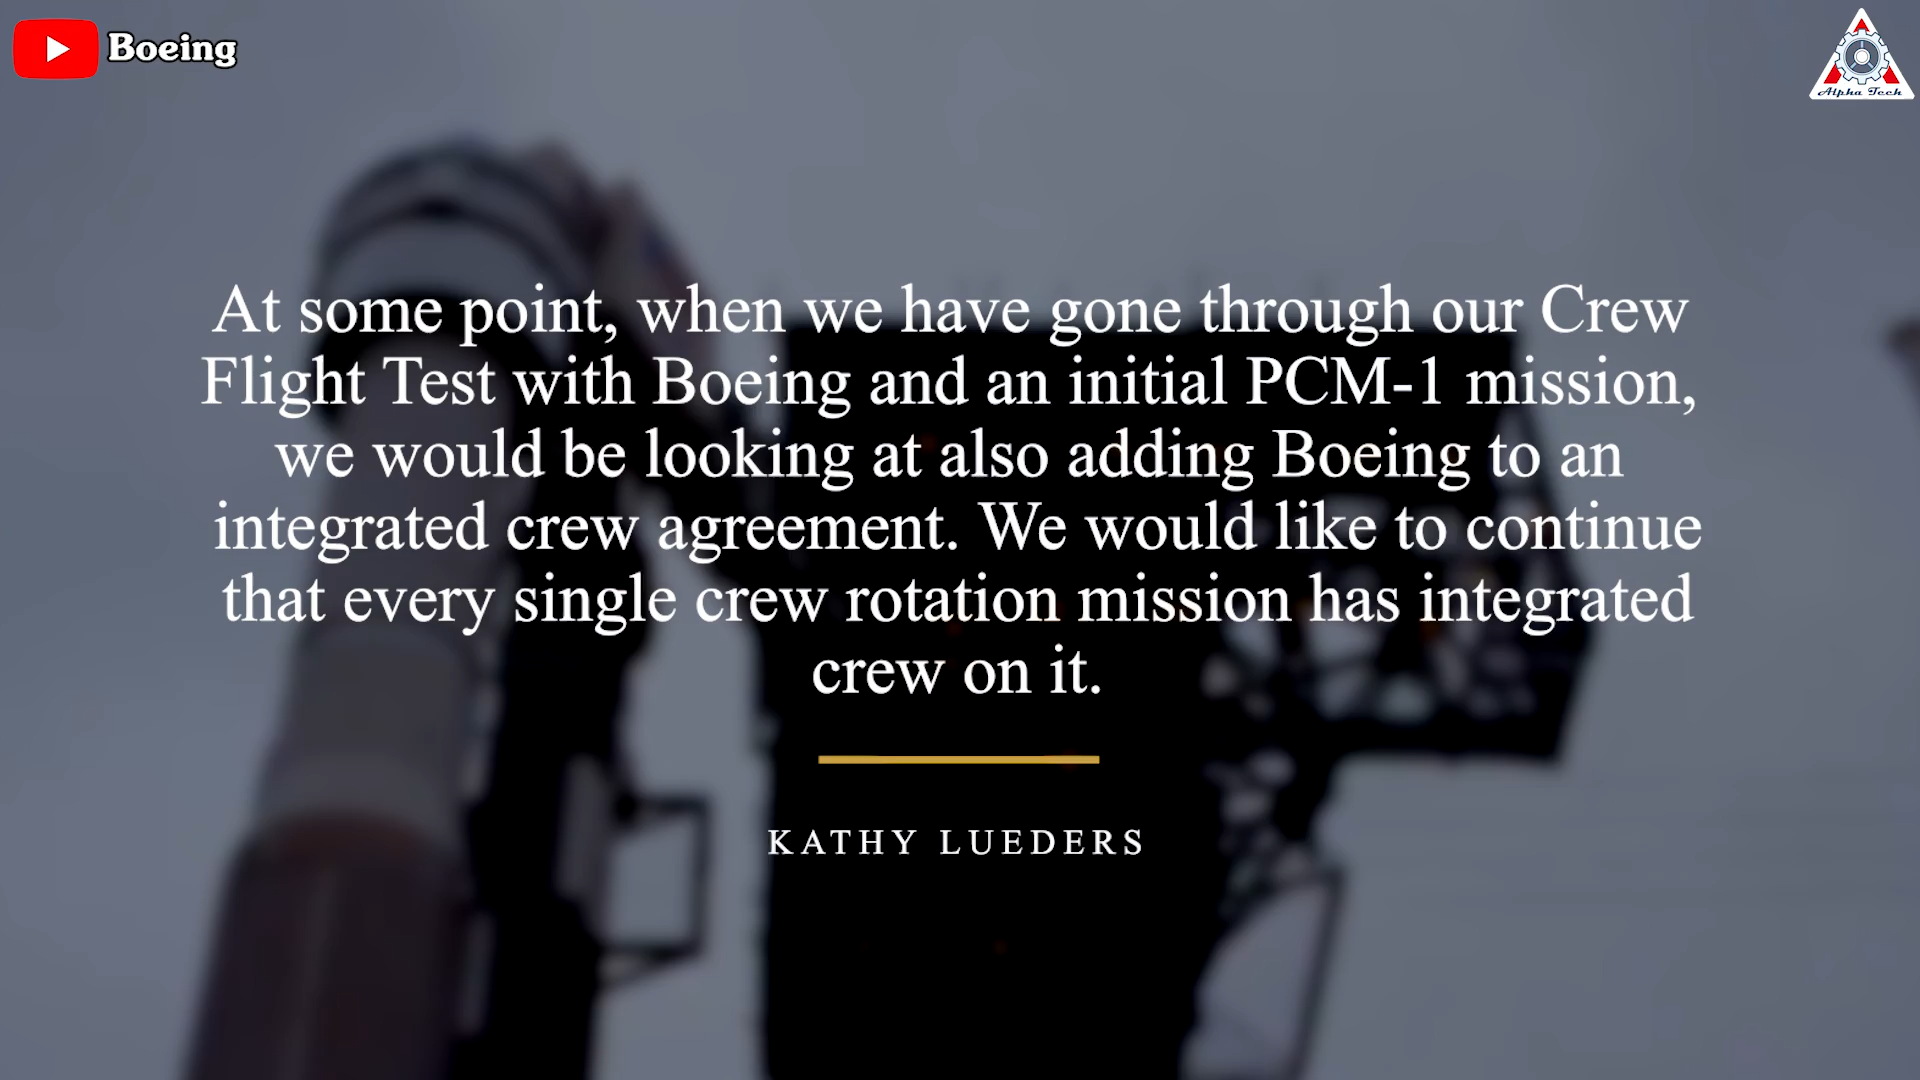 Boeing
Alpha Tech
At some point, when we have gone through our Crew
Flight Test with Boeing and an initial PCM-1 mission,
we would be looking at also adding Boeing to an
integrated crew agreement. We would like to continue
that every single crew rotation mission has integrated
crew on it.
KATHY LUEDERS